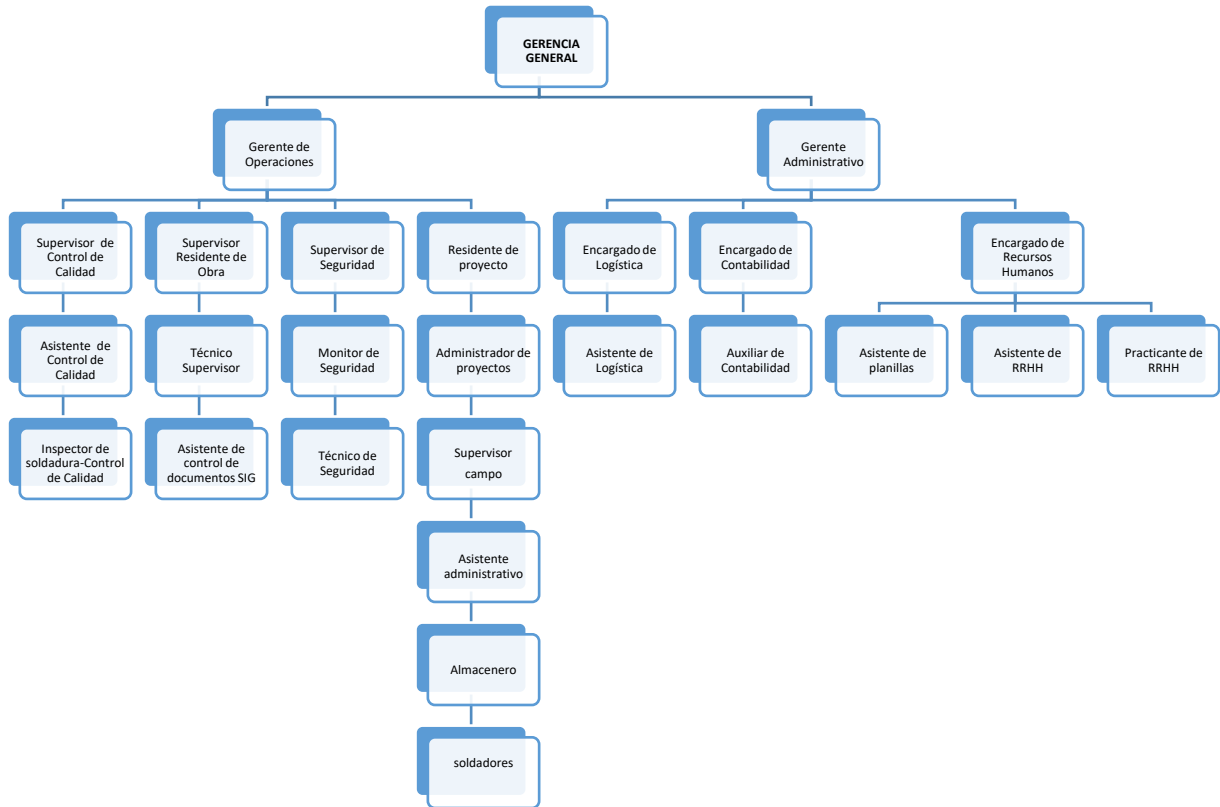 GERENCIA
GENERAL
Gerente de
Operaciones
Gerente
Administrativo
Supervisor de
Control de
Calidad
Supervisor
Residente de
Obra
Supervisor de
Seguridad
Residente de
proyecto
Encargado de
Logística
Encargado de
Contabilidad
Encargado de
Recursos
Humanos
Asistente de
Control de
Calidad
Técnico
Supervisor
Monitor de
Seguridad
Administrador de
proyectos
Asistente de
Logística
Auxiliar de
Contabilidad
Asistente de
planillas
Asistente de
RRHH
Practicante de
RRHH
Inspector de
soldadura-Control
de Calidad
Asistente de
control de
documentos SIG
Técnico de
Seguridad
Supervisor
campo
Asistente
administrativo
Almacenero
soldadores